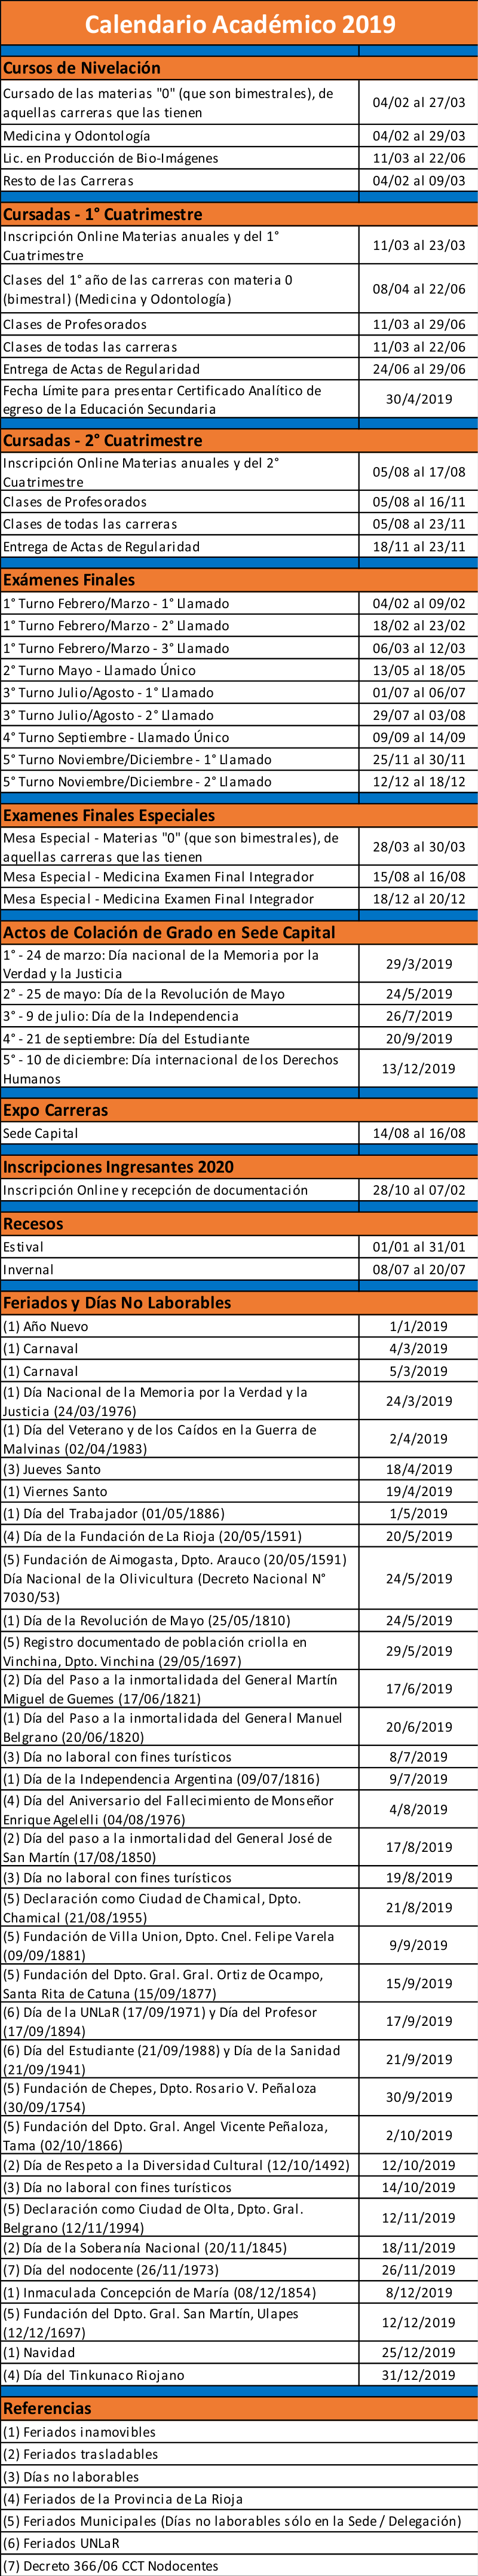 Calendario Académico 2019
Cursos de Nivelación
Cursado de las materias "0" (que son bimestrales), de
aquellas carreras que las tienen
04/02 al 27/03
Medicina y Odontología 04/02 al 29/03
Lic. en Producción de Bio-Imágenes 11/03 al 22/06
Resto de las Carreras 04/02 al 09/03
Cursadas - 1° Cuatrimestre
Inscripción Online Materias anuales y del 1°
Cuatrimestre
11/03 al 23/03
Clases del 1° año de las carreras con materia 0
(bimestral) (Medicina y Odontología)
08/04 al 22/06
Clases de Profesorados 11/03 al 29/06
Clases de todas las carreras 11/03 al 22/06
Entrega de Actas de Regularidad 24/06 al 29/06
Fecha Límite para presentar Certificado Analítico de
egreso de la Educación Secundaria
30/4/2019
Cursadas - 2° Cuatrimestre
Inscripción Online Materias anuales y del 2°
Cuatrimestre
05/08 al 17/08
Clases de Profesorados 05/08 al 16/11
Clases de todas las carreras 05/08 al 23/11
Entrega de Actas de Regularidad 18/11 al 23/11
Exámenes Finales
1° Turno Febrero/Marzo - 1° Llamado 04/02 al 09/02
1° Turno Febrero/Marzo - 2° Llamado 18/02 al 23/02
1° Turno Febrero/Marzo - 3° Llamado 06/03 al 12/03
2° Turno Mayo - Llamado Único 13/05 al 18/05
3° Turno Julio/Agosto - 1° Llamado 01/07 al 06/07
3° Turno Julio/Agosto - 2° Llamado 29/07 al 03/08
4° Turno Septiembre - Llamado Único 09/09 al 14/09
5° Turno Noviembre/Diciembre - 1° Llamado 25/11 al 30/11
5° Turno Noviembre/Diciembre - 2° Llamado 12/12 al 18/12
Examenes Finales Especiales
Mesa Especial - Materias "0" (que son bimestrales), de
aquellas carreras que las tienen
28/03 al 30/03
Mesa Especial - Medicina Examen Final Integrador 15/08 al 16/08
Mesa Especial - Medicina Examen Final Integrador 18/12 al 20/12
Actos de Colación de Grado en Sede Capital
1° - 24 de marzo: Día nacional de la Memoria por la
Verdad y la Justicia
29/3/2019
2° - 25 de mayo: Día de la Revolución de Mayo 24/5/2019
3° - 9 de julio: Día de la Independencia 26/7/2019
4° - 21 de septiembre: Día del Estudiante 20/9/2019
5° - 10 de diciembre: Día internacional de los Derechos
Humanos
13/12/2019
Expo Carreras
Sede Capital 14/08 al 16/08
Inscripciones Ingresantes 2020
Inscripción Online y recepción de documentación 28/10 al 07/02
Recesos
Estival 01/01 al 31/01
Invernal 08/07 al 20/07
Feriados y Días No Laborables
(1) Año Nuevo 1/1/2019
(1) Carnaval 4/3/2019
(1) Carnaval 5/3/2019
(1) Día Nacional de la Memoria por la Verdad y la
Justicia (24/03/1976)
24/3/2019
(1) Día del Veterano y de los Caídos en la Guerra de
Malvinas (02/04/1983)
2/4/2019
(3) Jueves Santo 18/4/2019
(1) Viernes Santo 19/4/2019
(1) Día del Trabajador (01/05/1886) 1/5/2019
(4) Día de la Fundación de La Rioja (20/05/1591) 20/5/2019
(5) Fundación de Aimogasta, Dpto. Arauco (20/05/1591)
Día Nacional de la Olivicultura (Decreto Nacional N°
7030/53)
24/5/2019
(1) Día de la Revolución de Mayo (25/05/1810) 24/5/2019
(5) Registro documentado de población criolla en
Vinchina, Dpto. Vinchina (29/05/1697)
29/5/2019
(2) Día del Paso a la inmortalidada del General Martín
Miguel de Guemes (17/06/1821)
17/6/2019
(1) Día del Paso a la inmortalidada del General Manuel
Belgrano (20/06/1820)
20/6/2019
(3) Día no laboral con fines turísticos 8/7/2019
(1) Día de la Independencia Argentina (09/07/1816) 9/7/2019
(4) Día del Aniversario del Fallecimiento de Monseñor
Enrique Agelelli (04/08/1976)
4/8/2019
(2) Día del paso a la inmortalidad del General José de
San Martín (17/08/1850)
17/8/2019
(3) Día no laboral con fines turísticos 19/8/2019
(5) Declaración como Ciudad de Chamical, Dpto.
Chamical (21/08/1955)
21/8/2019
(5) Fundación de Villa Union, Dpto. Cnel. Felipe Varela
(09/09/1881)
9/9/2019
(5) Fundación del Dpto. Gral. Gral. Ortiz de Ocampo,
Santa Rita de Catuna (15/09/1877)
15/9/2019
(6) Día de la UNLaR (17/09/1971) y Día del Profesor
(17/09/1894)
17/9/2019
(6) Día del Estudiante (21/09/1988) y Día de la Sanidad
(21/09/1941)
21/9/2019
(5) Fundación de Chepes, Dpto. Rosario V. Peñaloza
(30/09/1754)
30/9/2019
(5) Fundación del Dpto. Gral. Angel Vicente Peñaloza,
Tama (02/10/1866)
2/10/2019
(2) Día de Respeto a la Diversidad Cultural (12/10/1492) 12/10/2019
(3) Día no laboral con fines turísticos 14/10/2019
(5) Declaración como Ciudad de Olta, Dpto. Gral.
Belgrano (12/11/1994)
12/11/2019
(2) Día de la Soberanía Nacional (20/11/1845) 18/11/2019
(7) Día del nodocente (26/11/1973) 26/11/2019
(1) Inmaculada Concepción de María (08/12/1854) 8/12/2019
(5) Fundación del Dpto. Gral. San Martín, Ulapes
(12/12/1697)
12/12/2019
(1) Navidad 25/12/2019
(4) Día del Tinkunaco Riojano 31/12/2019
Referencias
(1) Feriados inamovibles
(2) Feriados trasladables
(3) Días no laborables
(4) Feriados de la Provincia de La Rioja
(5) Feriados Municipales (Días no laborables sólo en la Sede / Delegación)
(6) Feriados UNLaR
(7) Decreto 366/06 CCT Nodocentes